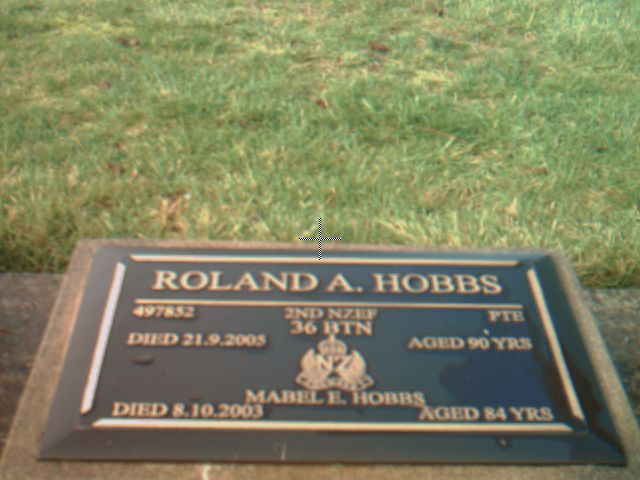 ROLAND A. HOBBS
497852 2ND NZEF PTE
36 BTN
DIED 21.9.2005 AGED 90 YRS
NZ
MABEL E. HOBBS
DIED 8.10.2003 AGED 84 YRS